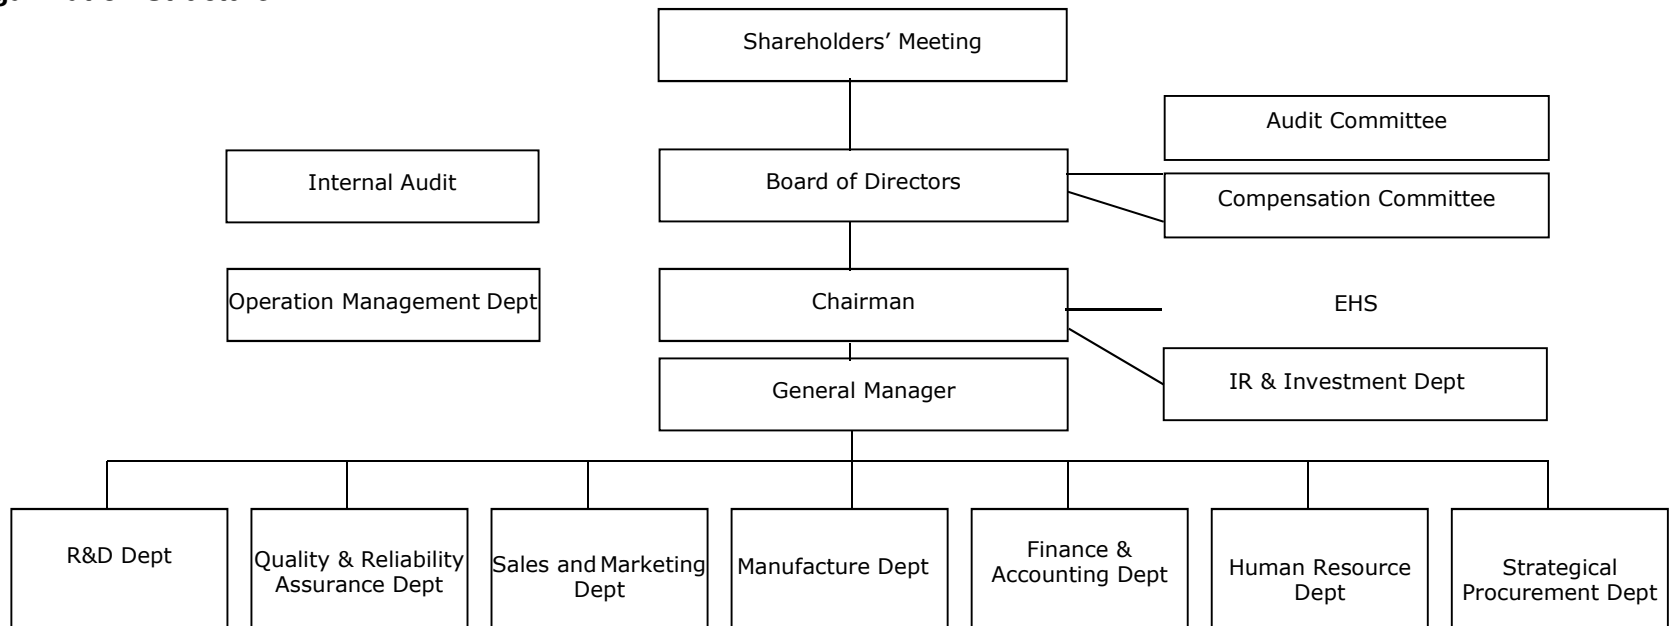 Shareholders’ Meeting
Audit Committee
Internal Audit
Board of Directors
Compensation Committee
Operation Management Dept
Chairman
EHS
General Manager
IR & Investment Dept
R&D Dept
Quality & Reliability
Assurance Dept
Sales and Marketing
Dept
Manufacture Dept
Finance &
Accounting Dept
Human Resource
Dept
Strategical
Procurement Dept